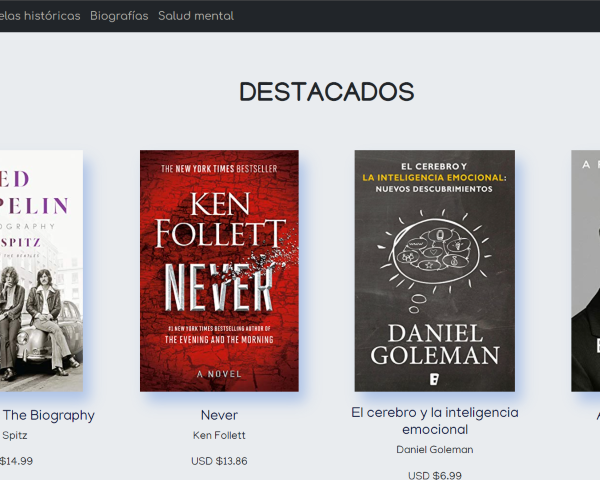 elas históricas Biografías Salud mental
DESTACADOS
ED
PELIN
OGRAPHY
SPITZ
THE BEATLES
THE NEW YORK TIMES BESTSELLER
KEN
FOLLETT
NEVER
#1 NEW YORK TIMES BESTSELLING AUTHOR OF
THE EVENING AND THE MORNING
A NOVEL
EL CEREBRO Y
LA INTELIGENCIA EMOCIONAL:
NUEVOS DESCUBRIMIENTOS
DANIEL
GOLEMAN
B
A
The Biography
Spitz
$14.99
Never
Ken Follett
USD $13.86
El cerebro y la inteligencia
emocional
Daniel Goleman
USD $6.99